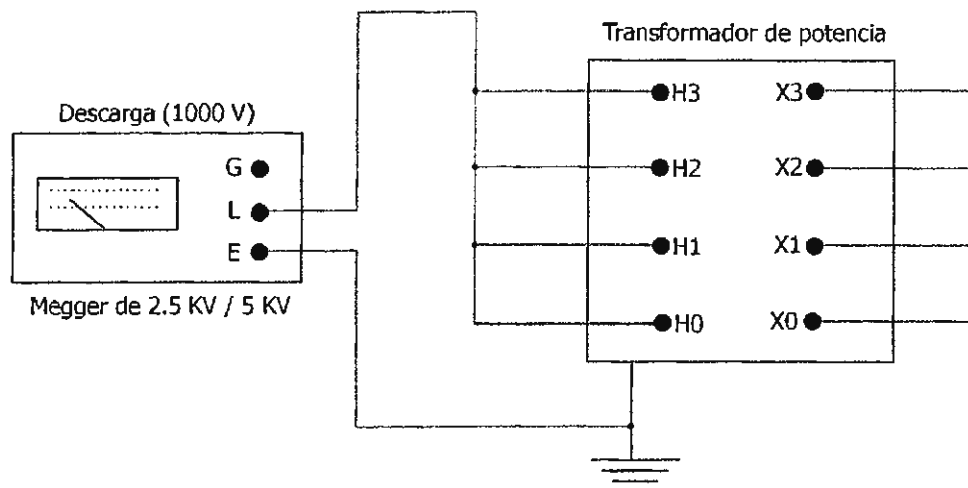 Transformador de potencia
Descarga (1000 V)
G
L
E
Megger de 2.5 KV / 5 KV
H3 X3
H2 X2
H1 X1
H0 X0